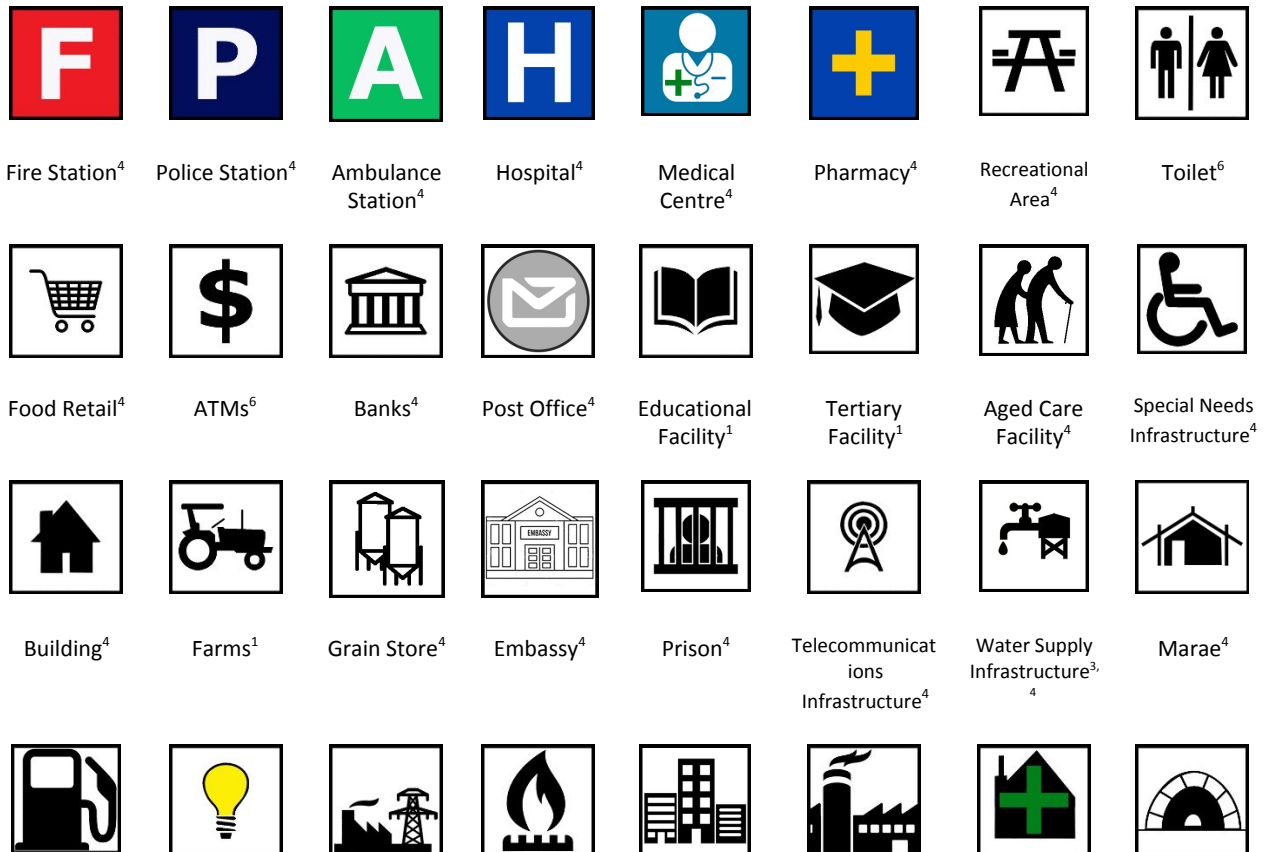 F P A H
Fire Station⁴ Police Station⁴ Ambulance Station⁴ Hospital⁴ Medical Centre⁴ Pharmacy⁴ Recreational Area⁴ Toilet⁶
$
Food Retail⁴ ATMs⁶ Banks⁴ Post Office⁴ Educational Facility¹ Tertiary Facility¹ Aged Care Facility⁴ Special Needs Infrastructure⁴
EMBASSY
Building⁴ Farms¹ Grain Store⁴ Embassy⁴ Prison⁴ Telecommunicat ions Infrastructure⁴ Water Supply Infrastructure³, ⁴ Marae⁴